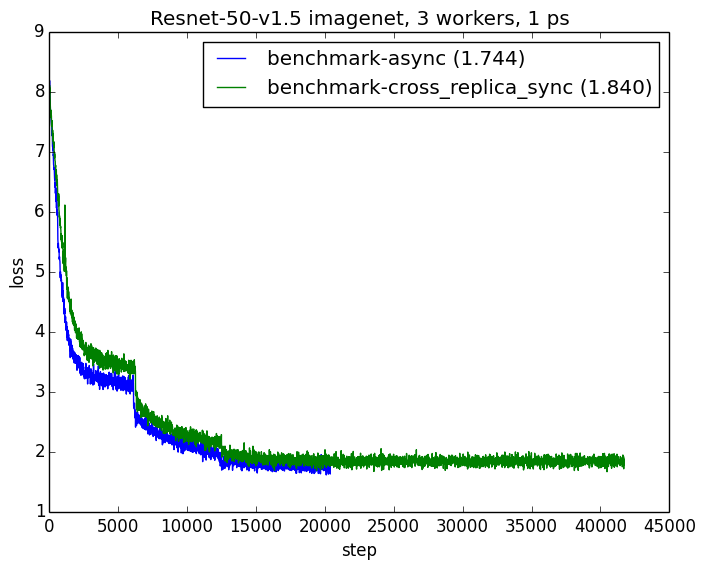 Resnet-50-v1.5 imagenet, 3 workers, 1 ps
9
8
7
6
5
4
3
2
1
loss
benchmark-async (1.744)
benchmark-cross_replica_sync (1.840)
0 5000 10000 15000 20000 25000 30000 35000 40000 45000
step